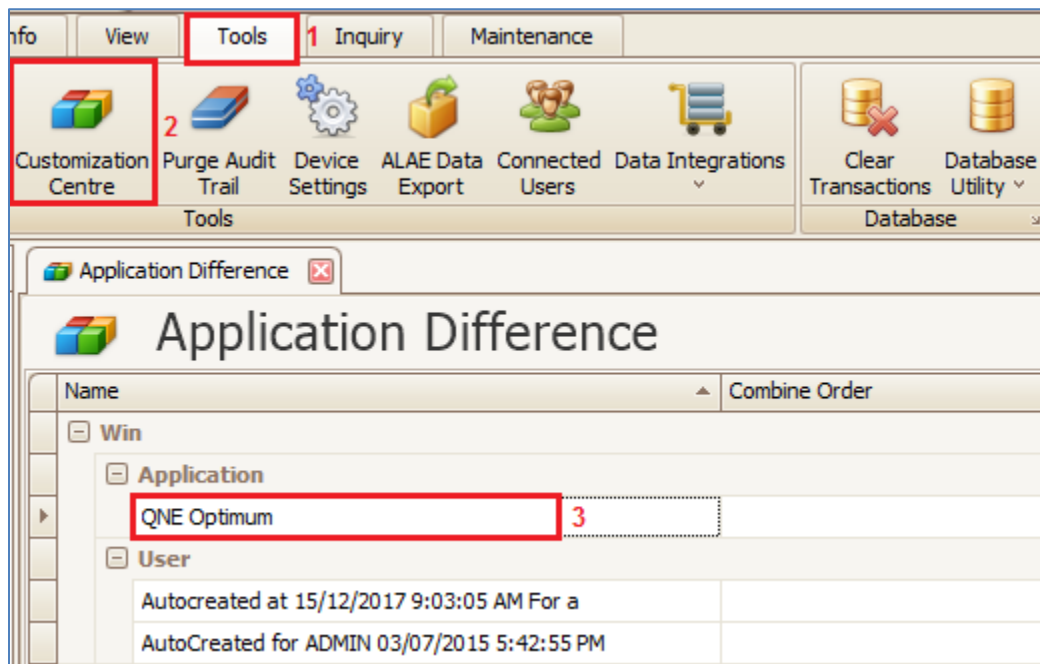 nfo View Tools 1 Inquiry Maintenance
2
Customization Purge Audit Device ALAE Data Connected Data Integrations Clear Database
Centre Trail Settings Export Users Transactions Utility
Tools Database
Application Difference
Application Difference
Name Combine Order
Win
Application
QNE Optimum 3
User
Autocreated at 15/12/2017 9:03:05 AM For a
AutoCreated for ADMIN 03/07/2015 5:42:55 PM